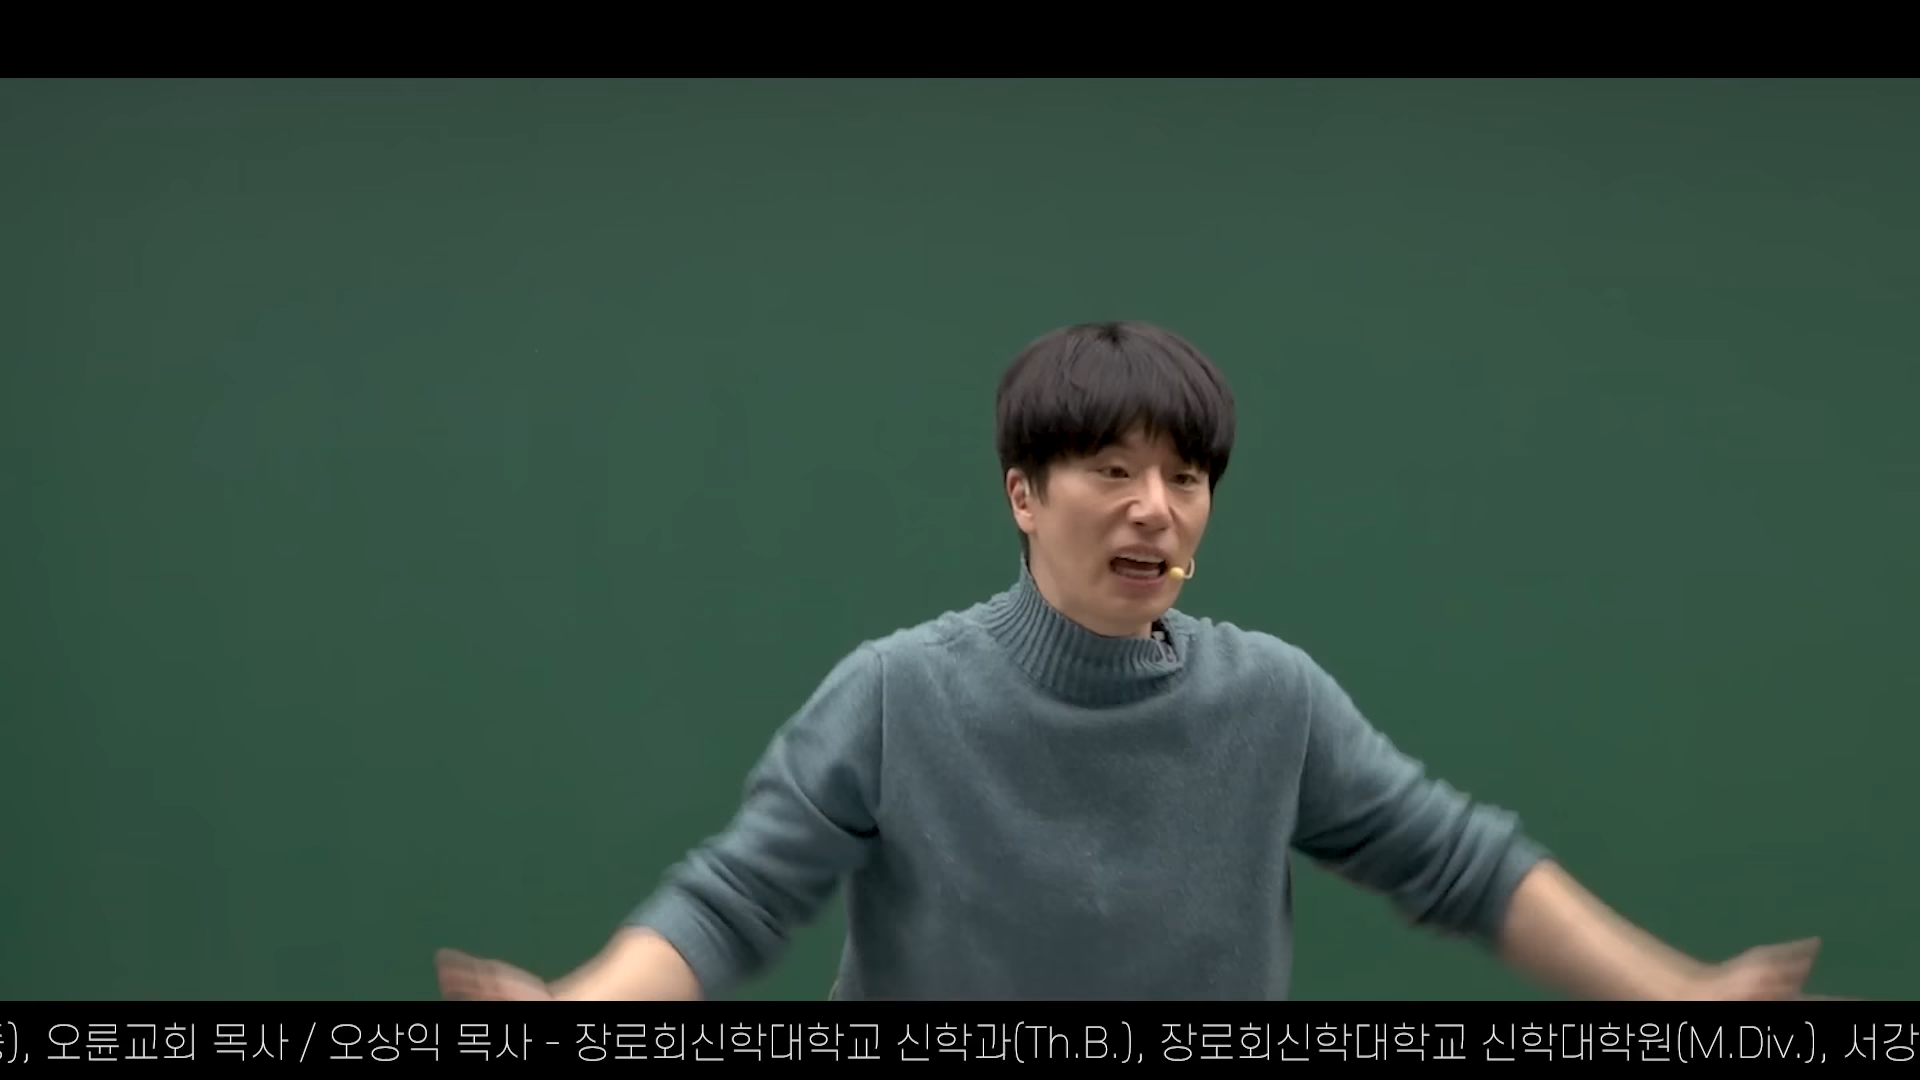 ), 오륜교회 목사 / 오상익 목사 - 장로회신학대학교 신학과(Th.B.), 장로회신학대학교 신학대학원(M.Div.), 서강